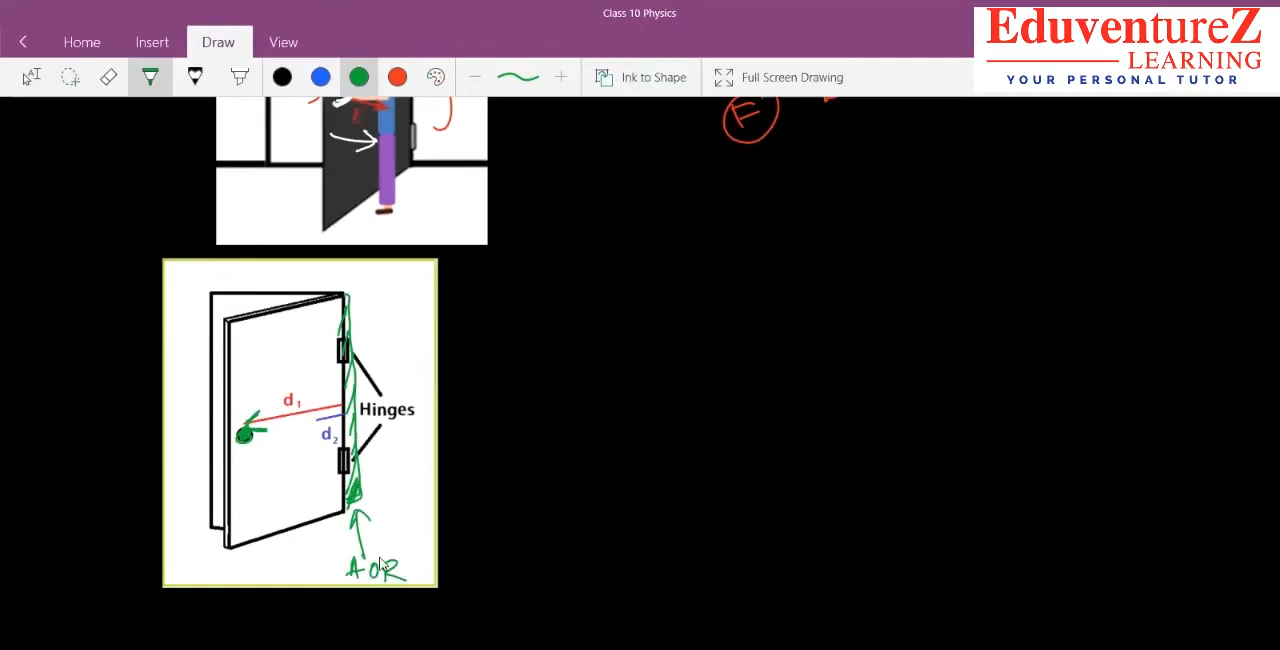 Class 10 Physics
EduventureZ
LEARNING
YOUR PERSONAL TUTOR
Home Insert Draw View
Ink to Shape Full Screen Drawing
F
d1
Hinges
d2
AOR